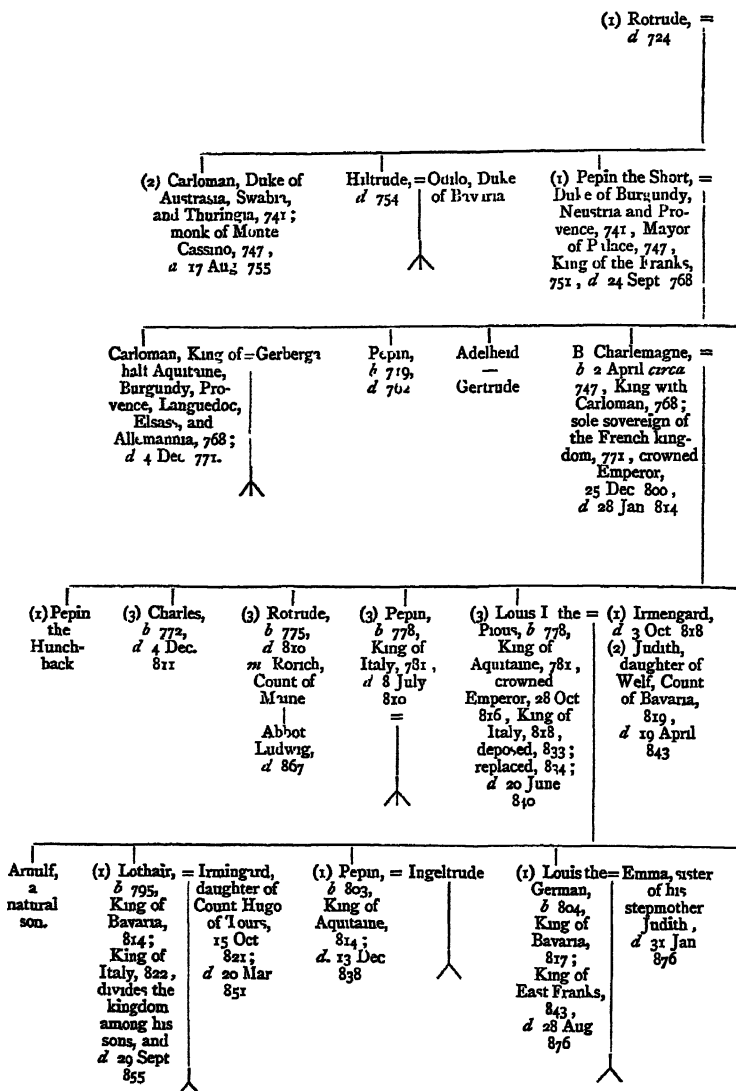 (1) Rotrude, =
d 724
(2) Carloman, Duke of
Austrasia, Swabia,
and Thuringia, 741;
monk of Monte
Cassino, 747,
d 17 Aug 755
Hiltrude, = Odilo, Duke
d 754 of Bavaria
(1) Pepin the Short, =
Duke of Burgundy,
Neustria and Pro-
vence, 741, Mayor
of Palace, 747,
King of the Franks,
751, d 24 Sept 768
Carloman, King of = Gerberga
half Aquitaine,
Burgundy, Pro-
vence, Languedoc,
Elsass, and
Allemannia, 768;
d 4 Dec 771.
Pepin,
b 719,
d 762
Adelheid
—
Gertrude
B Charlemagne, =
b 2 April circa
747, King with
Carloman, 768;
sole sovereign of
the French king-
dom, 771, crowned
Emperor,
25 Dec 800,
d 28 Jan 814
(1) Pepin
the
Hunch-
back
(3) Charles,
b 772,
d 4 Dec.
811
(3) Rotrude,
b 775,
d 810
m Rorich,
Count of
Maine
Abbot
Ludwig,
d 867
(3) Pepin,
b 778,
King of
Italy, 781,
d 8 July
810
=
(3) Louis I the =
Pious, b 778,
King of
Aquitaine, 781,
crowned
Emperor, 28 Oct
816, King of
Italy, 818,
deposed, 833;
replaced, 834;
d 20 June
840
(1) Irmengard,
d 3 Oct 818
(2) Judith,
daughter of
Welf, Count
of Bavaria,
819,
d 19 April
843
Arnulf,
a
natural
son.
(1) Lothair, =
b 795,
King of
Bavaria,
814;
King of
Italy, 822,
divides the
kingdom
among his
sons, and
d 29 Sept
855
Irmingard,
daughter of
Count Hugo
of Tours,
15 Oct
821;
d 20 Mar
851
(1) Pepin, = Ingeltrude
b 803,
King of
Aquitaine,
814;
d. 13 Dec
838
(1) Louis the =
German,
b 804,
King of
Bavaria,
817;
King of
East Franks,
843,
d 28 Aug
876
Emma, sister
of his
stepmother
Judith,
d 31 Jan
876